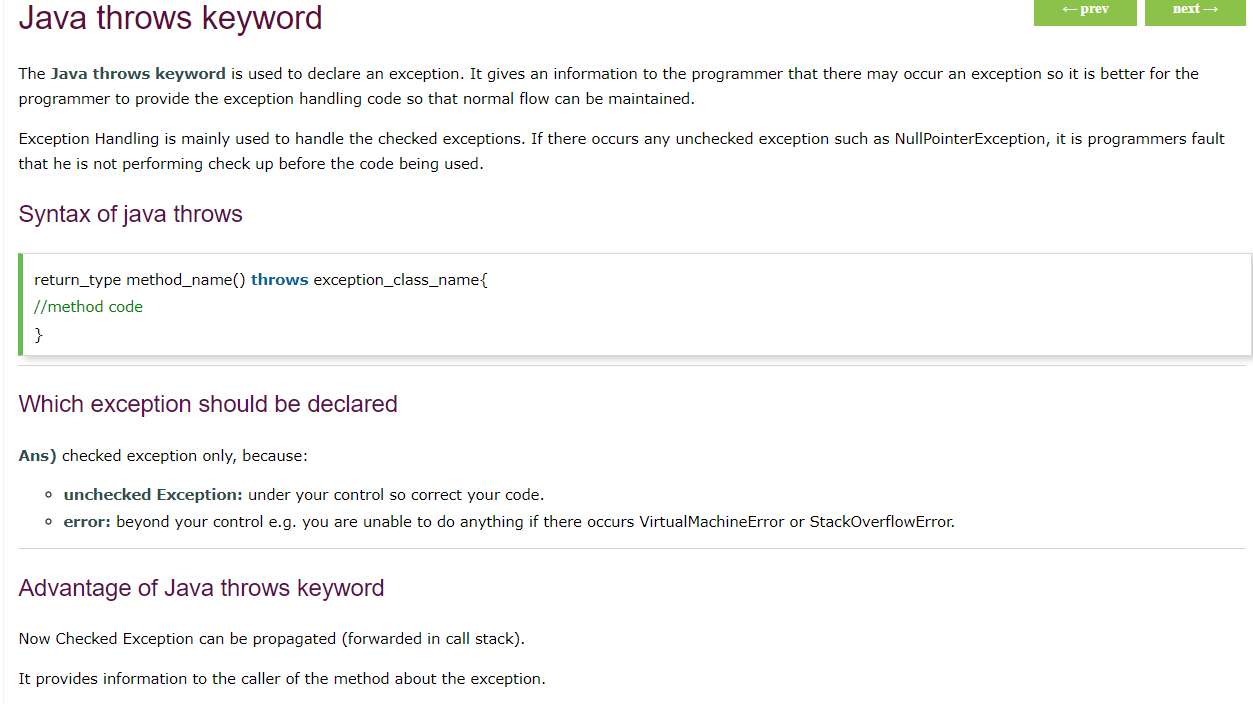 Java throws keyword
← prev
next →
The Java throws keyword is used to declare an exception. It gives an information to the programmer that there may occur an exception so it is better for the
programmer to provide the exception handling code so that normal flow can be maintained.
Exception Handling is mainly used to handle the checked exceptions. If there occurs any unchecked exception such as NullPointerException, it is programmers fault
that he is not performing check up before the code being used.
Syntax of java throws
return_type method_name() throws exception_class_name{
//method code
}
Which exception should be declared
Ans) checked exception only, because:
unchecked Exception: under your control so correct your code.
error: beyond your control e.g. you are unable to do anything if there occurs VirtualMachineError or StackOverflowError.
Advantage of Java throws keyword
Now Checked Exception can be propagated (forwarded in call stack).
It provides information to the caller of the method about the exception.